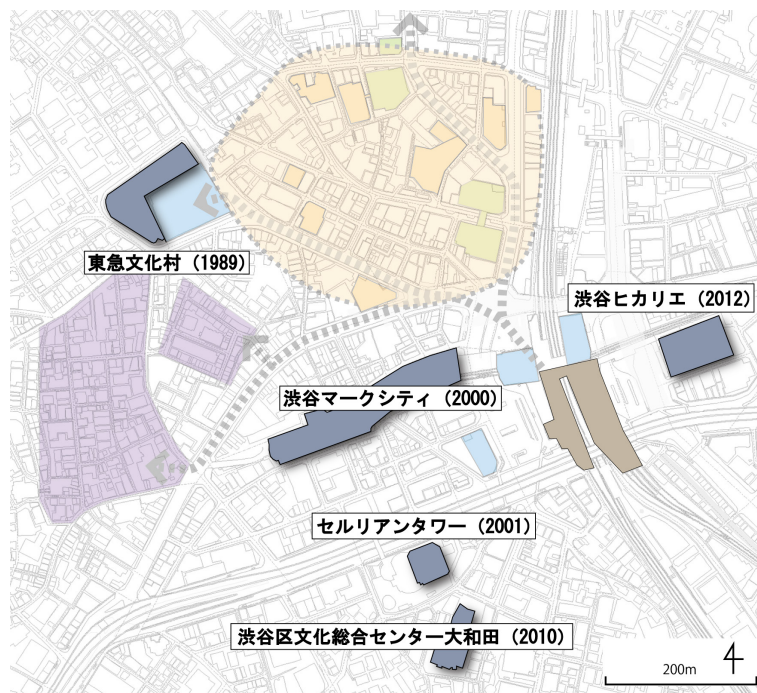 東急文化村（1989）
渋谷ヒカリエ（2012）
渋谷マークシティ（2000）
セルリアンタワー（2001）
渋谷区文化総合センター大和田（2010）
200m